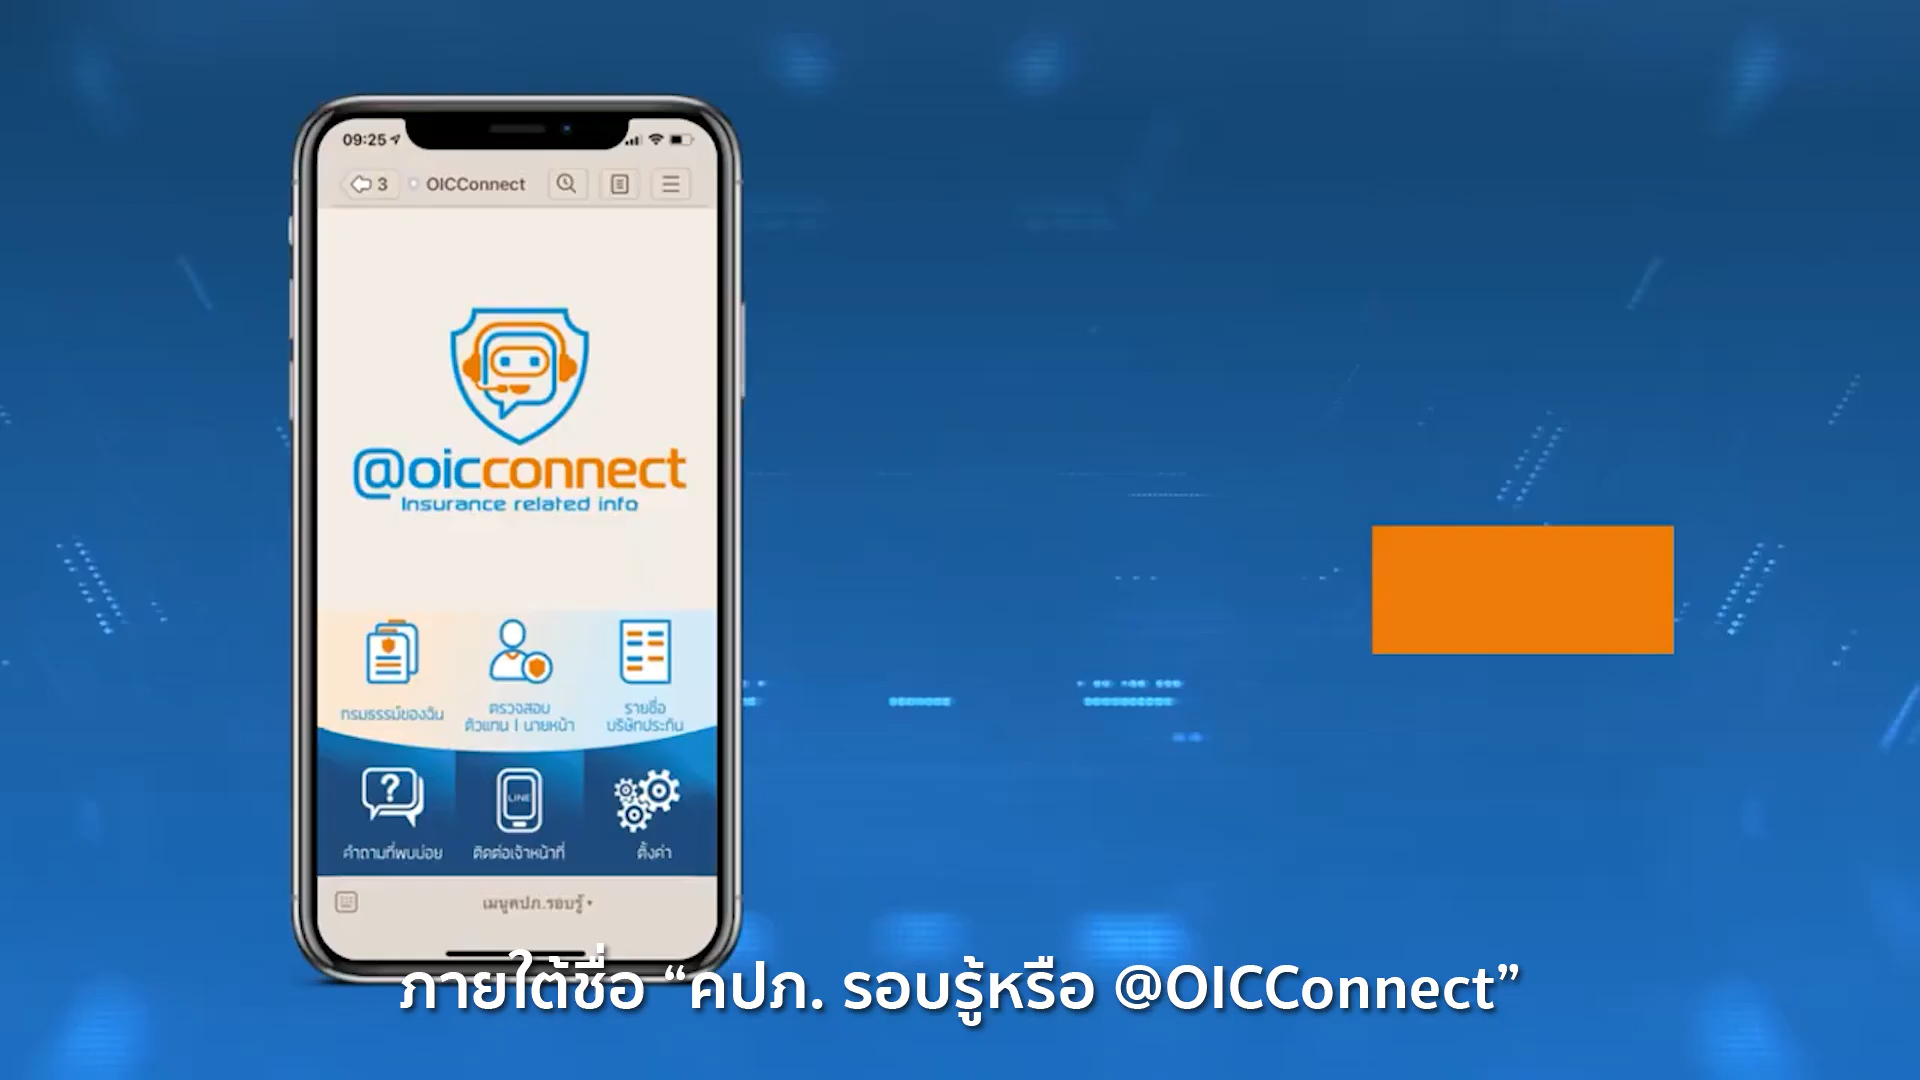 09:25
3 OICConnect
@oicconnect
Insurance related info
กรมธรรม์ของฉัน
ตรวจสอบ
ตัวแทน | นายหน้า
รายชื่อ
บริษัทประกัน
คำถามที่พบบ่อย
LINE
ติดต่อเจ้าหน้าที่
ตั้งค่า
เมนูคปภ.รอบรู้
ภายใต้ชื่อ “คปภ. รอบรู้หรือ @OICConnect”